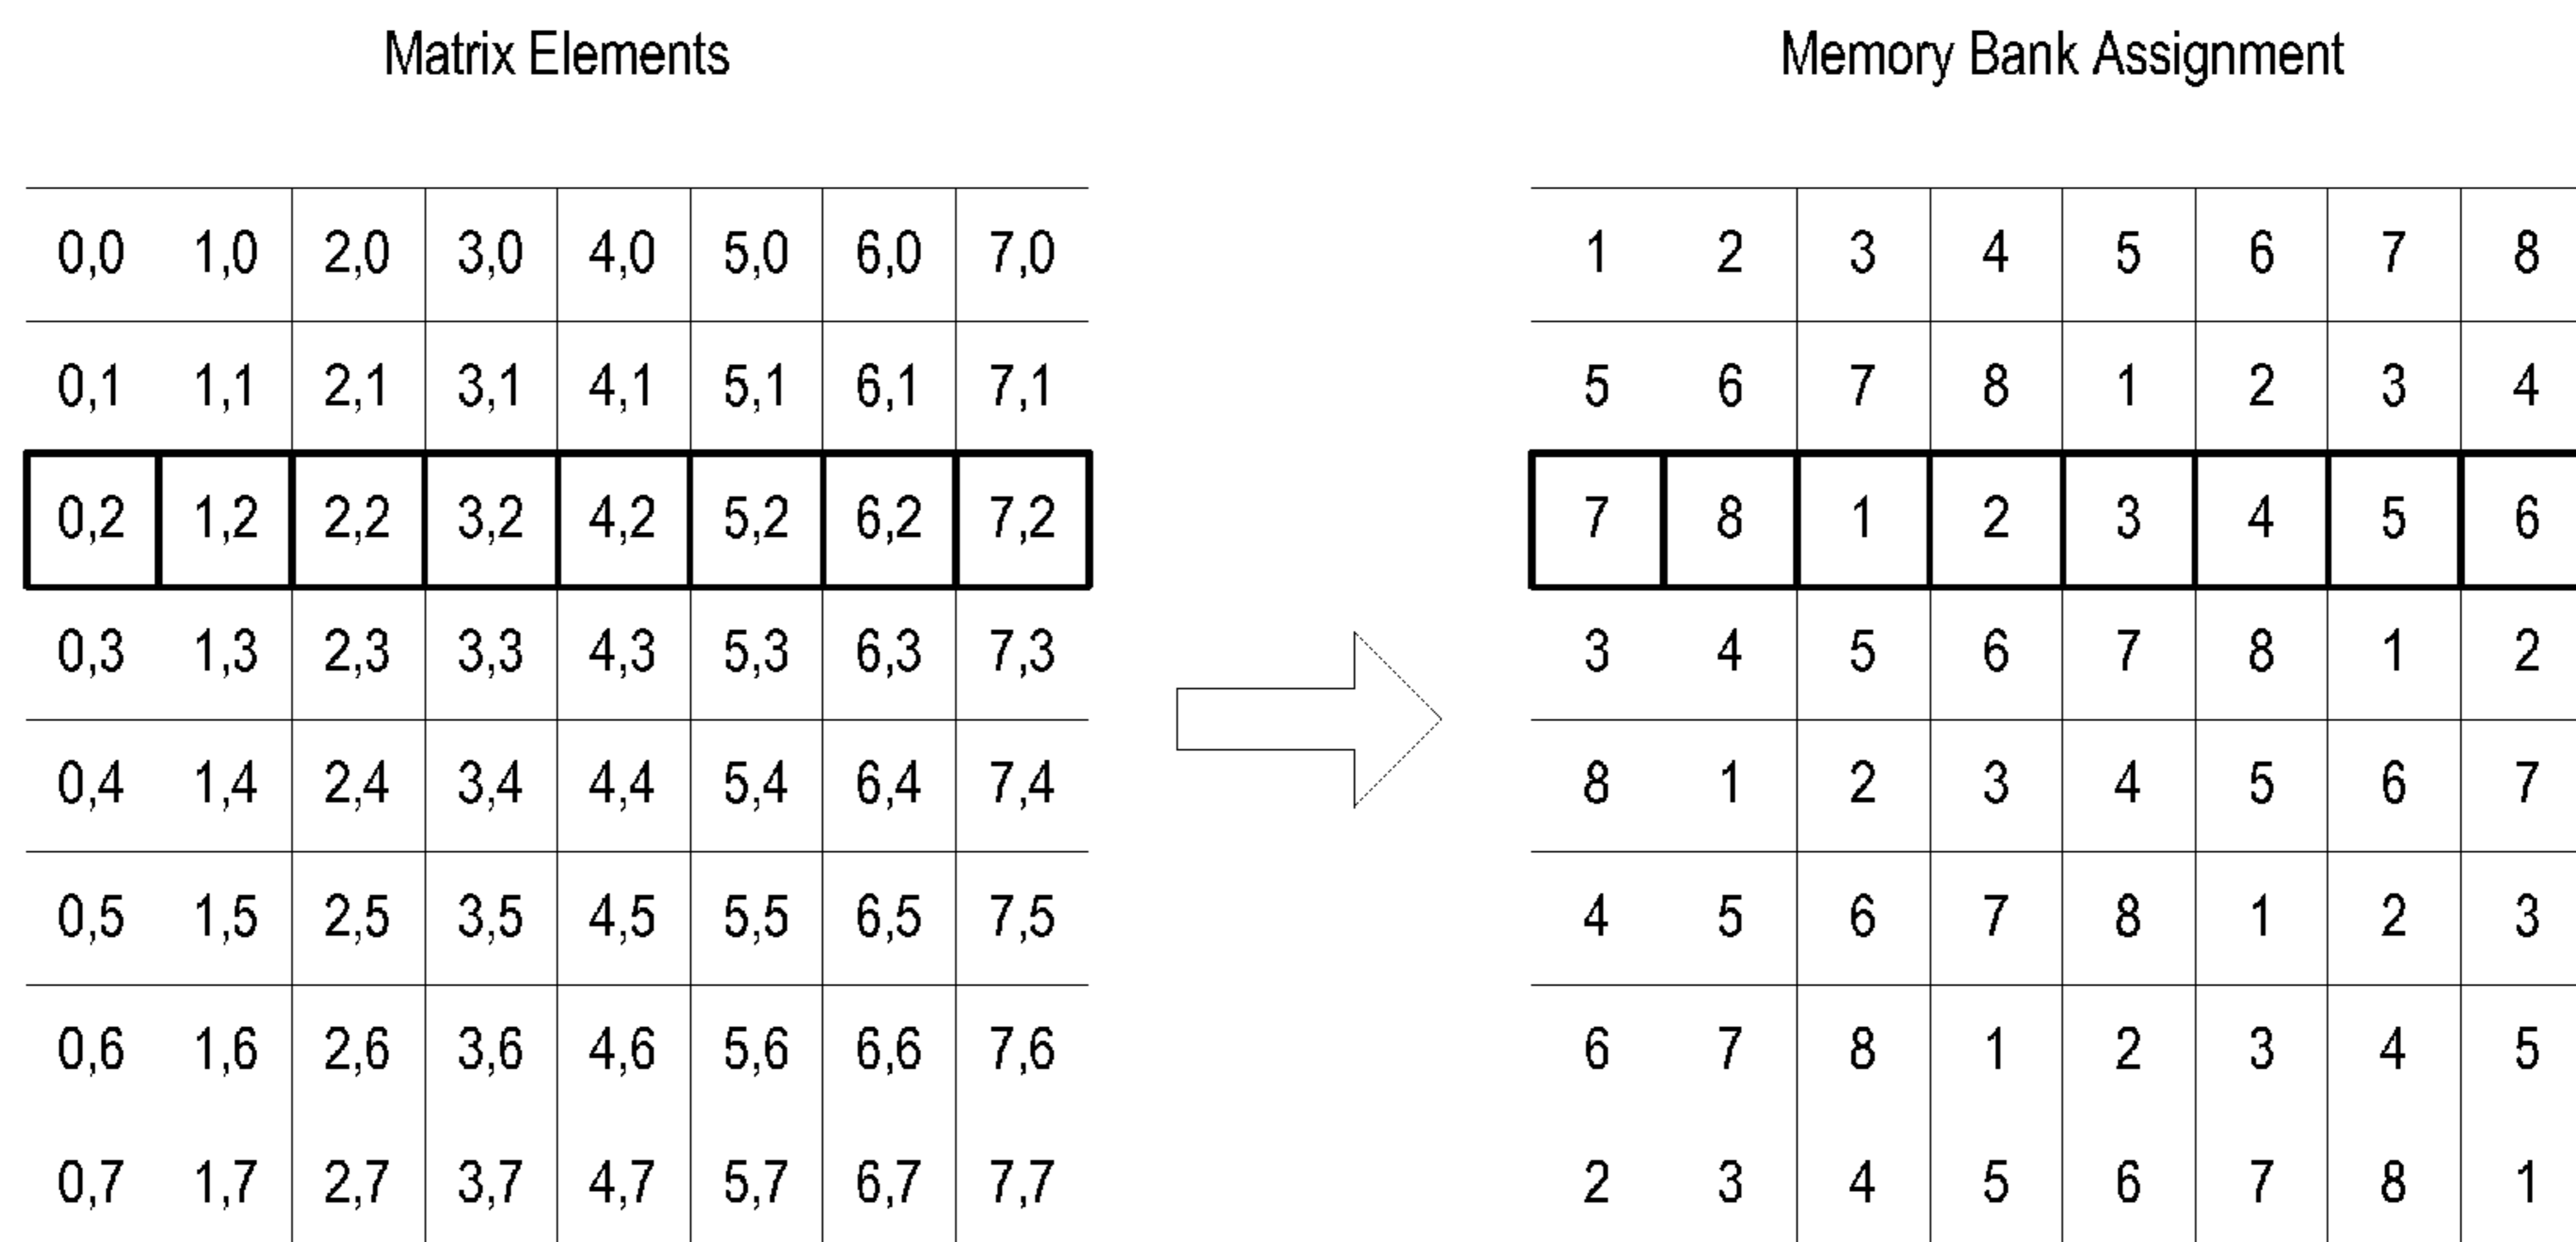 Matrix Elements Memory Bank Assignment
0,0 1,0 2,0 3,0 4,0 5,0 6,0 7,0 1 2 3 4 5 6 7 8
0,1 1,1 2,1 3,1 4,1 5,1 6,1 7,1 5 6 7 8 1 2 3 4
0,2 1,2 2,2 3,2 4,2 5,2 6,2 7,2 7 8 1 2 3 4 5 6
0,3 1,3 2,3 3,3 4,3 5,3 6,3 7,3 3 4 5 6 7 8 1 2
0,4 1,4 2,4 3,4 4,4 5,4 6,4 7,4 8 1 2 3 4 5 6 7
0,5 1,5 2,5 3,5 4,5 5,5 6,5 7,5 4 5 6 7 8 1 2 3
0,6 1,6 2,6 3,6 4,6 5,6 6,6 7,6 6 7 8 1 2 3 4 5
0,7 1,7 2,7 3,7 4,7 5,7 6,7 7,7 2 3 4 5 6 7 8 1